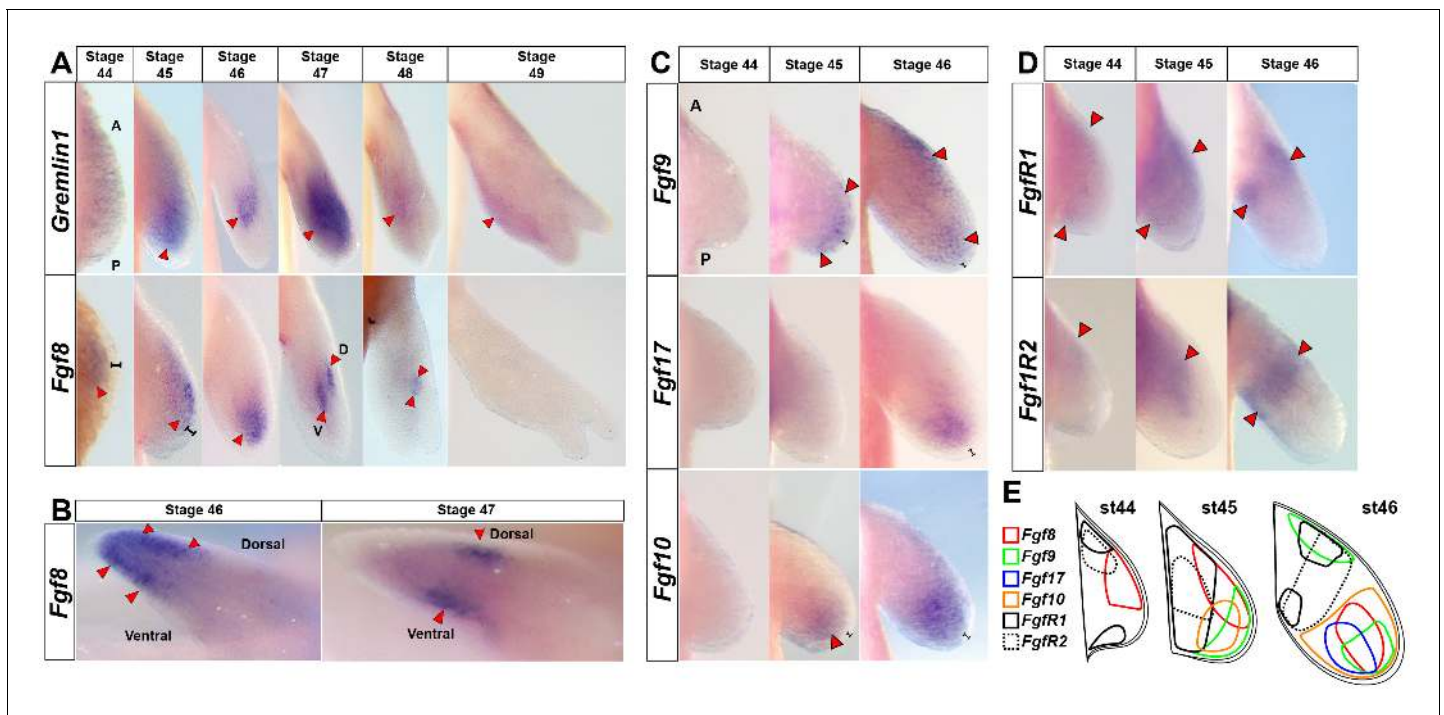 A
Stage 44
Stage 45
Stage 46
Stage 47
Stage 48
Stage 49
Gremlin1
A
P
Fgf8
D
V
B
Stage 46
Stage 47
Fgf8
Dorsal
Ventral
Dorsal
Ventral
C
Stage 44
Stage 45
Stage 46
Fgf9
A
P
Fgf17
Fgf10
D
Stage 44
Stage 45
Stage 46
FgfR1
Fgf1R2
E
st44
st45
st46
Fgf8
Fgf9
Fgf17
Fgf10
FgfR1
FgfR2